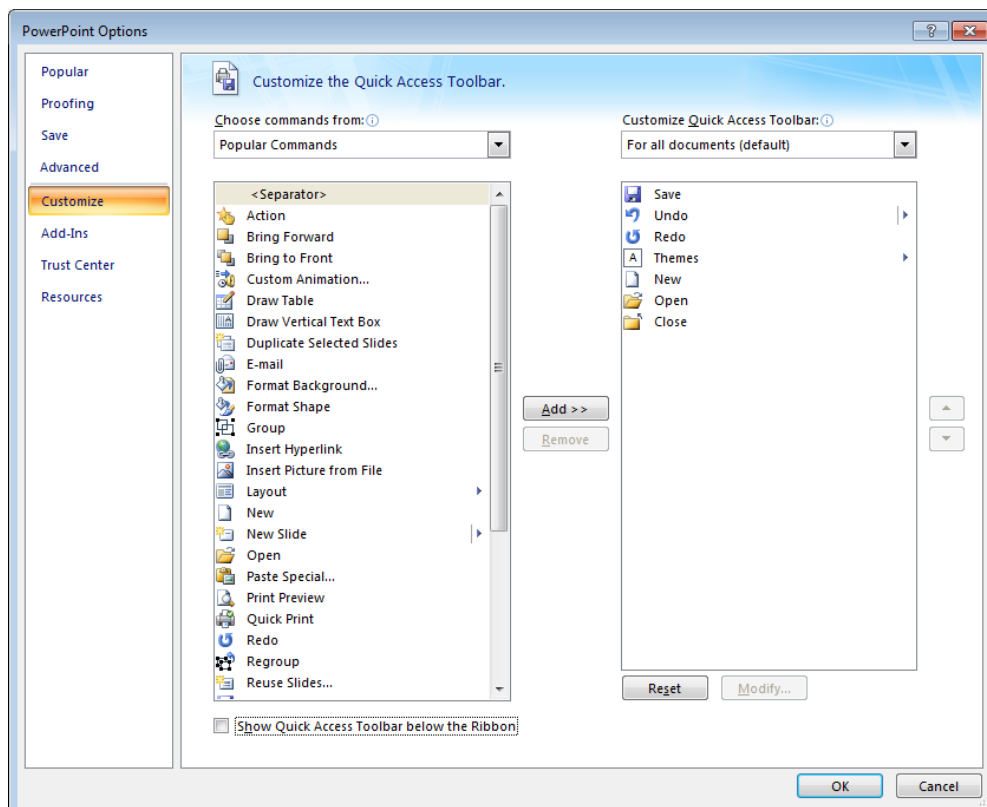 PowerPoint Options
Popular
Proofing
Save
Advanced
Customize
Add-Ins
Trust Center
Resources
Customize the Quick Access Toolbar.
Choose commands from:
Popular Commands
<Separator>
Action
Bring Forward
Bring to Front
Custom Animation...
Draw Table
Draw Vertical Text Box
Duplicate Selected Slides
E-mail
Format Background...
Format Shape
Group
Insert Hyperlink
Insert Picture from File
Layout
New
New Slide
Open
Paste Special...
Print Preview
Quick Print
Redo
Regroup
Reuse Slides...
Show Quick Access Toolbar below the Ribbon
Add >>
Remove
Customize Quick Access Toolbar:
For all documents (default)
Save
Undo
Redo
Themes
New
Open
Close
Reset
Modify...
OK
Cancel